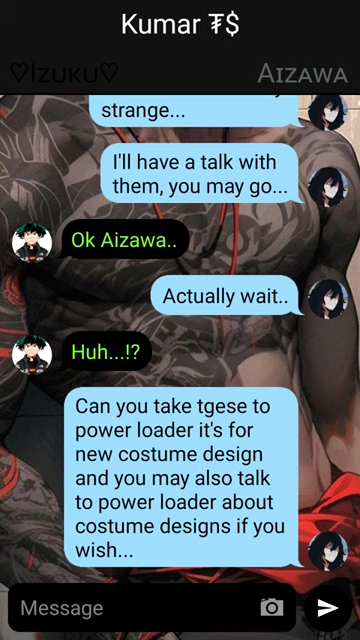 Kumar ₮$
♡Izuku♡
Aizawa
strange...
I'll have a talk with
them, you may go...
Ok Aizawa..
Actually wait..
Huh...!?
Can you take tgese to
power loader it's for
new costume design
and you may also talk
to power loader about
costume designs if you
wish...
Message